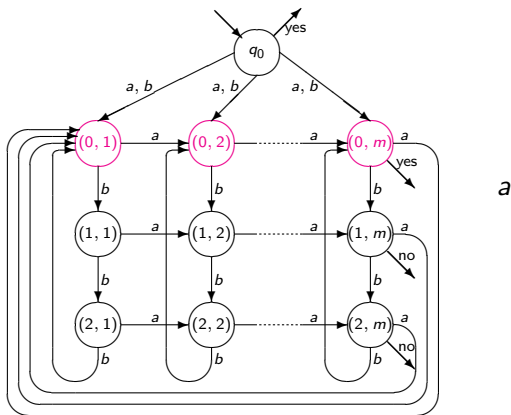 yes
q0
a, b a, b a, b
(0, 1) a (0, 2) a (0, m) a
yes
a
b b b
(1, 1) a (1, 2) a (1, m) a
no
b b b
(2, 1) a (2, 2) a (2, m) a
no
b b b